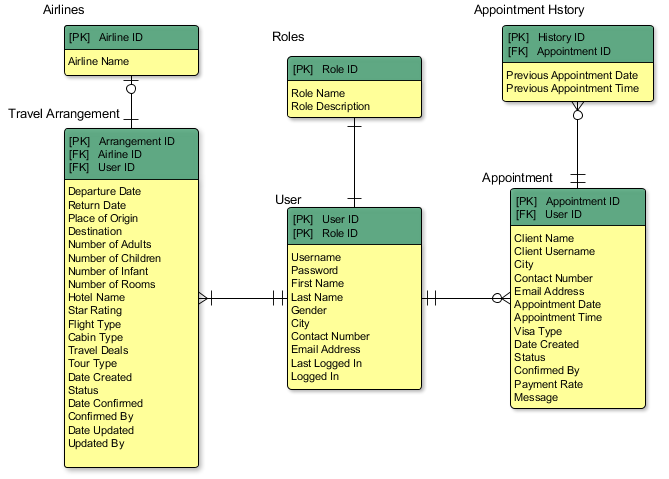 Airlines
[PK] Airline ID
Airline Name
Travel Arrangement
[PK] Arrangement ID
[FK] Airline ID
[FK] User ID
Departure Date
Return Date
Place of Origin
Destination
Number of Adults
Number of Children
Number of Infant
Number of Rooms
Hotel Name
Star Rating
Flight Type
Cabin Type
Travel Deals
Tour Type
Date Created
Status
Date Confirmed
Confirmed By
Date Updated
Updated By
Roles
[PK] Role ID
Role Name
Role Description
User
[PK] User ID
[PK] Role ID
Username
Password
First Name
Last Name
Gender
City
Contact Number
Email Address
Last Logged In
Logged In
Appointment Hstory
[PK] History ID
[FK] Appointment ID
Previous Appointment Date
Previous Appointment Time
Appointment
[PK] Appointment ID
[FK] User ID
Client Name
Client Username
City
Contact Number
Email Address
Appointment Date
Appointment Time
Visa Type
Date Created
Status
Confirmed By
Payment Rate
Message